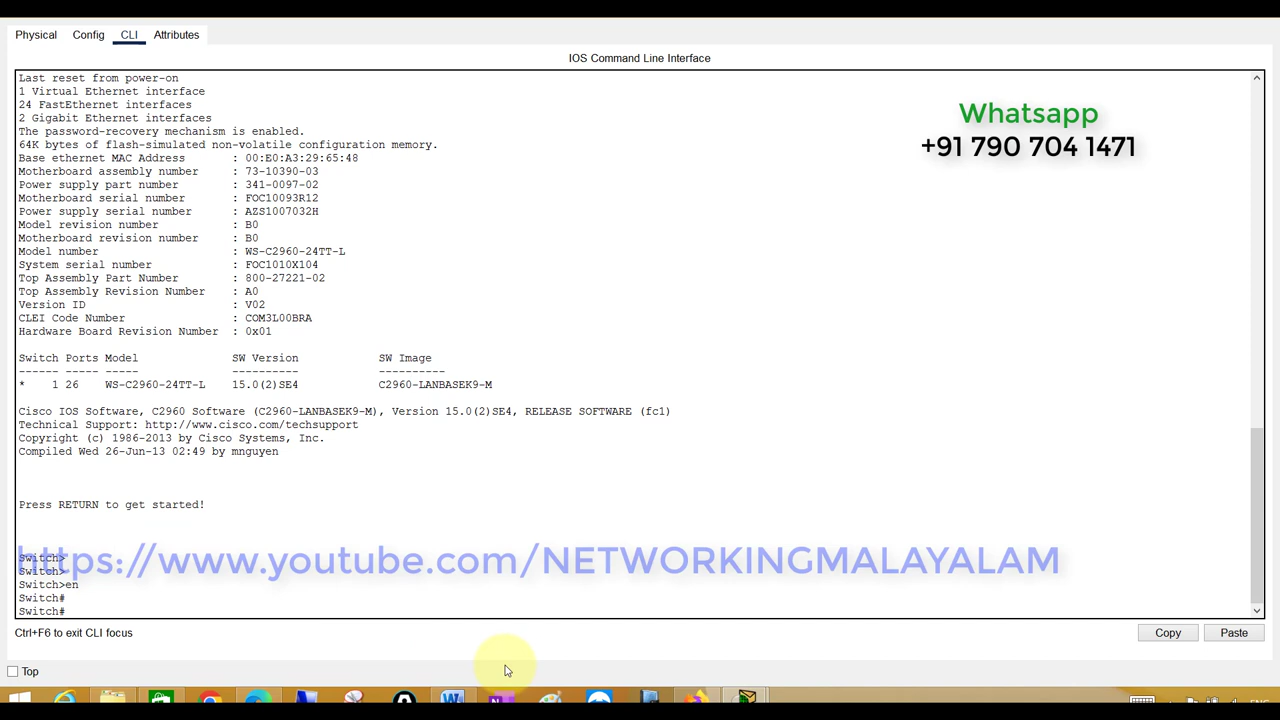 Physical Config CLI Attributes
IOS Command Line Interface
Last reset from power-on
1 Virtual Ethernet interface
24 FastEthernet interfaces
2 Gigabit Ethernet interfaces
The password-recovery mechanism is enabled.
64K bytes of flash-simulated non-volatile configuration memory.
Base ethernet MAC Address : 00:E0:A3:29:65:48
Motherboard assembly number : 73-10390-03
Power supply part number : 341-0097-02
Motherboard serial number : FOC10093R12
Power supply serial number : AZS1007032H
Model revision number : B0
Motherboard revision number : B0
Model number : WS-C2960-24TT-L
System serial number : FOC1010X104
Top Assembly Part Number : 800-27221-02
Top Assembly Revision Number : A0
Version ID : V02
CLEI Code Number : COM3L00BRA
Hardware Board Revision Number : 0x01
Whatsapp
+91 790 704 1471
Switch Ports Model SW Version SW Image
------ ----- ----- ---------- ----------
* 1 26 WS-C2960-24TT-L 15.0(2)SE4 C2960-LANBASEK9-M
Cisco IOS Software, C2960 Software (C2960-LANBASEK9-M), Version 15.0(2)SE4, RELEASE SOFTWARE (fc1)
Technical Support: http://www.cisco.com/techsupport
Copyright (c) 1986-2013 by Cisco Systems, Inc.
Compiled Wed 26-Jun-13 02:49 by mnguyen
Press RETURN to get started!
Switch>
https://www.youtube.com/NETWORKINGMALAYALAM
Switch>
Switch>en
Switch#
Switch#
Ctrl+F6 to exit CLI focus
Copy Paste
Top